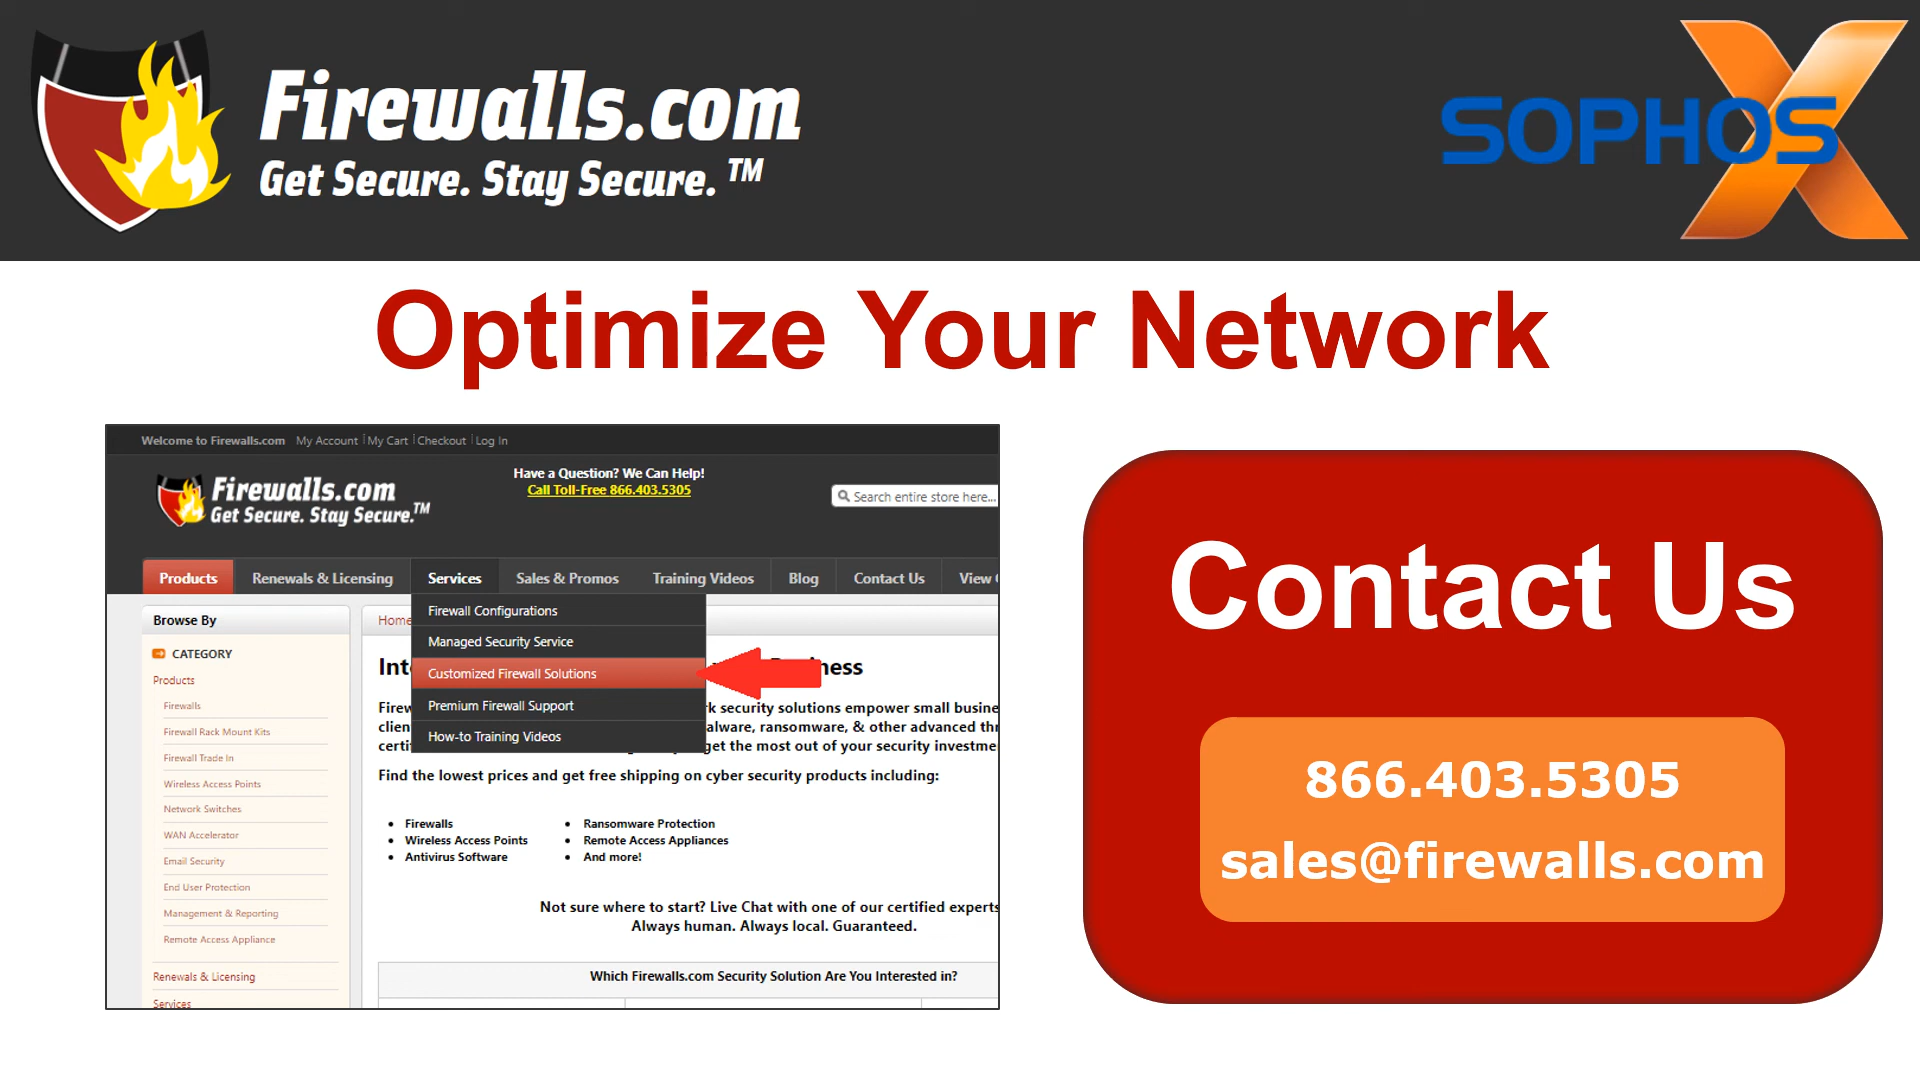 Firewalls.com
Get Secure. Stay Secure.™
SOPHOS X
Optimize Your Network
Welcome to Firewalls.com My Account My Cart Checkout Log In
Firewalls.com
Get Secure. Stay Secure.™
Have a Question? We Can Help!
Call Toll-Free 866.403.5305
Search entire store here...
Products Renewals & Licensing Services Sales & Promos Training Videos Blog Contact Us View
Firewall Configurations
Managed Security Service
Customized Firewall Solutions
Premium Firewall Support
How-to Training Videos
Browse By
CATEGORY
Products
Firewalls
Firewall Rack Mount Kits
Firewall Trade In
Wireless Access Points
Network Switches
WAN Accelerator
Email Security
End User Protection
Management & Reporting
Remote Access Appliance
Renewals & Licensing
Services
Home
security solutions empower small
ransomware, & other advanced
get the most out of your security
Find the lowest prices and get free shipping on cyber security products including:
• Firewalls
• Wireless Access Points
• Antivirus Software
• Ransomware Protection
• Remote Access Appliances
• And more!
Not sure where to start? Live Chat with one of our certified experts
Always human. Always local. Guaranteed.
Which Firewalls.com Security Solution Are You Interested in?
Contact Us
866.403.5305
sales@firewalls.com